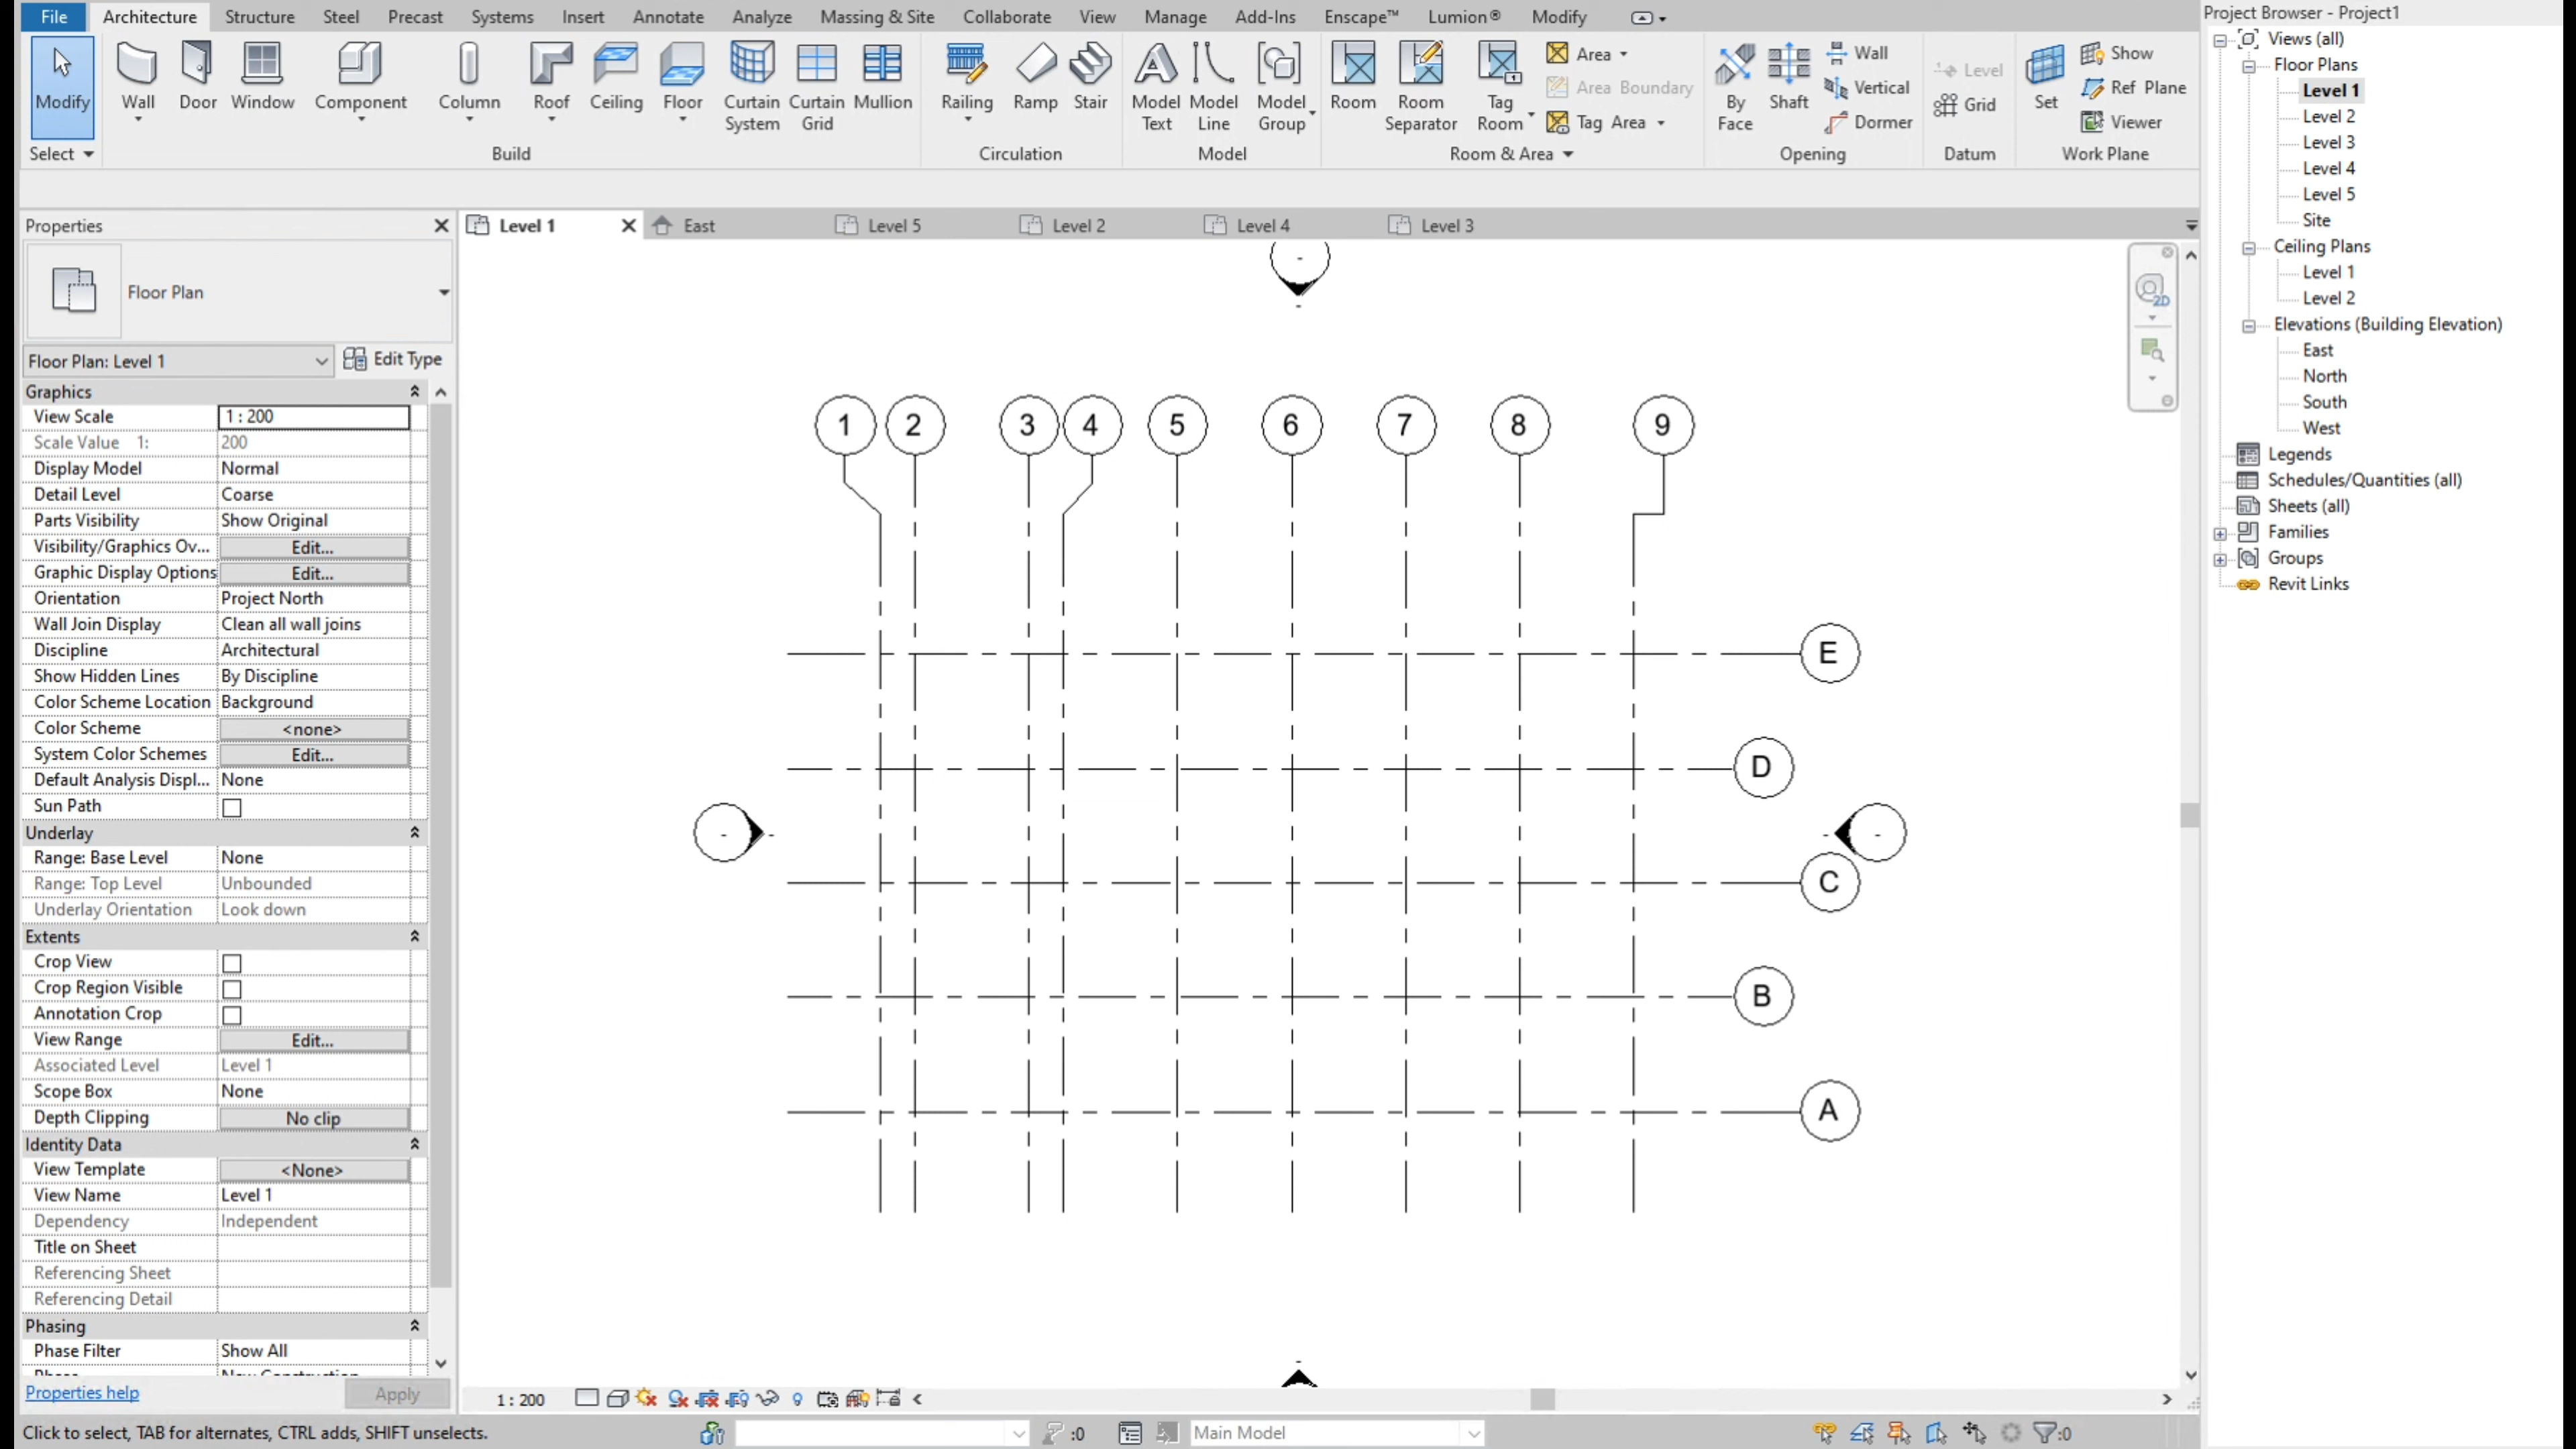 File Architecture Structure Steel Precast Systems Insert Annotate Analyze Massing & Site Collaborate View Manage Add-Ins Enscape™ Lumion® Modify
Modify Wall Door Window Component Column Roof Ceiling Floor Curtain System Curtain Grid Mullion Railing Ramp Stair Model Text Model Line Model Group Room Room Separator Tag Room Area Area Boundary Tag Area By Face Shaft Wall Vertical Dormer Level Grid Set Show Ref Plane Viewer
Select Build Circulation Model Room & Area Opening Datum Work Plane
Properties
Level 1 East Level 5 Level 2 Level 4 Level 3
Floor Plan
Floor Plan: Level 1 Edit Type
Graphics
View Scale 1 : 200
Scale Value 1: 200
Display Model Normal
Detail Level Coarse
Parts Visibility Show Original
Visibility/Graphics Ov... Edit...
Graphic Display Options Edit...
Orientation Project North
Wall Join Display Clean all wall joins
Discipline Architectural
Show Hidden Lines By Discipline
Color Scheme Location Background
Color Scheme <none>
System Color Schemes Edit...
Default Analysis Displ... None
Sun Path
Underlay
Range: Base Level None
Range: Top Level Unbounded
Underlay Orientation Look down
Extents
Crop View
Crop Region Visible
Annotation Crop
View Range Edit...
Associated Level Level 1
Scope Box None
Depth Clipping No clip
Identity Data
View Template <None>
View Name Level 1
Dependency Independent
Title on Sheet
Referencing Sheet
Referencing Detail
Phasing
Phase Filter Show All
Properties help Apply
2D
1 2 3 4 5 6 7 8 9
E
D
C
B
A
1 : 200
Click to select, TAB for alternates, CTRL adds, SHIFT unselects. :0 Main Model :0
Project Browser - Project1
Views (all)
Floor Plans
Level 1
Level 2
Level 3
Level 4
Level 5
Site
Ceiling Plans
Level 1
Level 2
Elevations (Building Elevation)
East
North
South
West
Legends
Schedules/Quantities (all)
Sheets (all)
Families
Groups
Revit Links